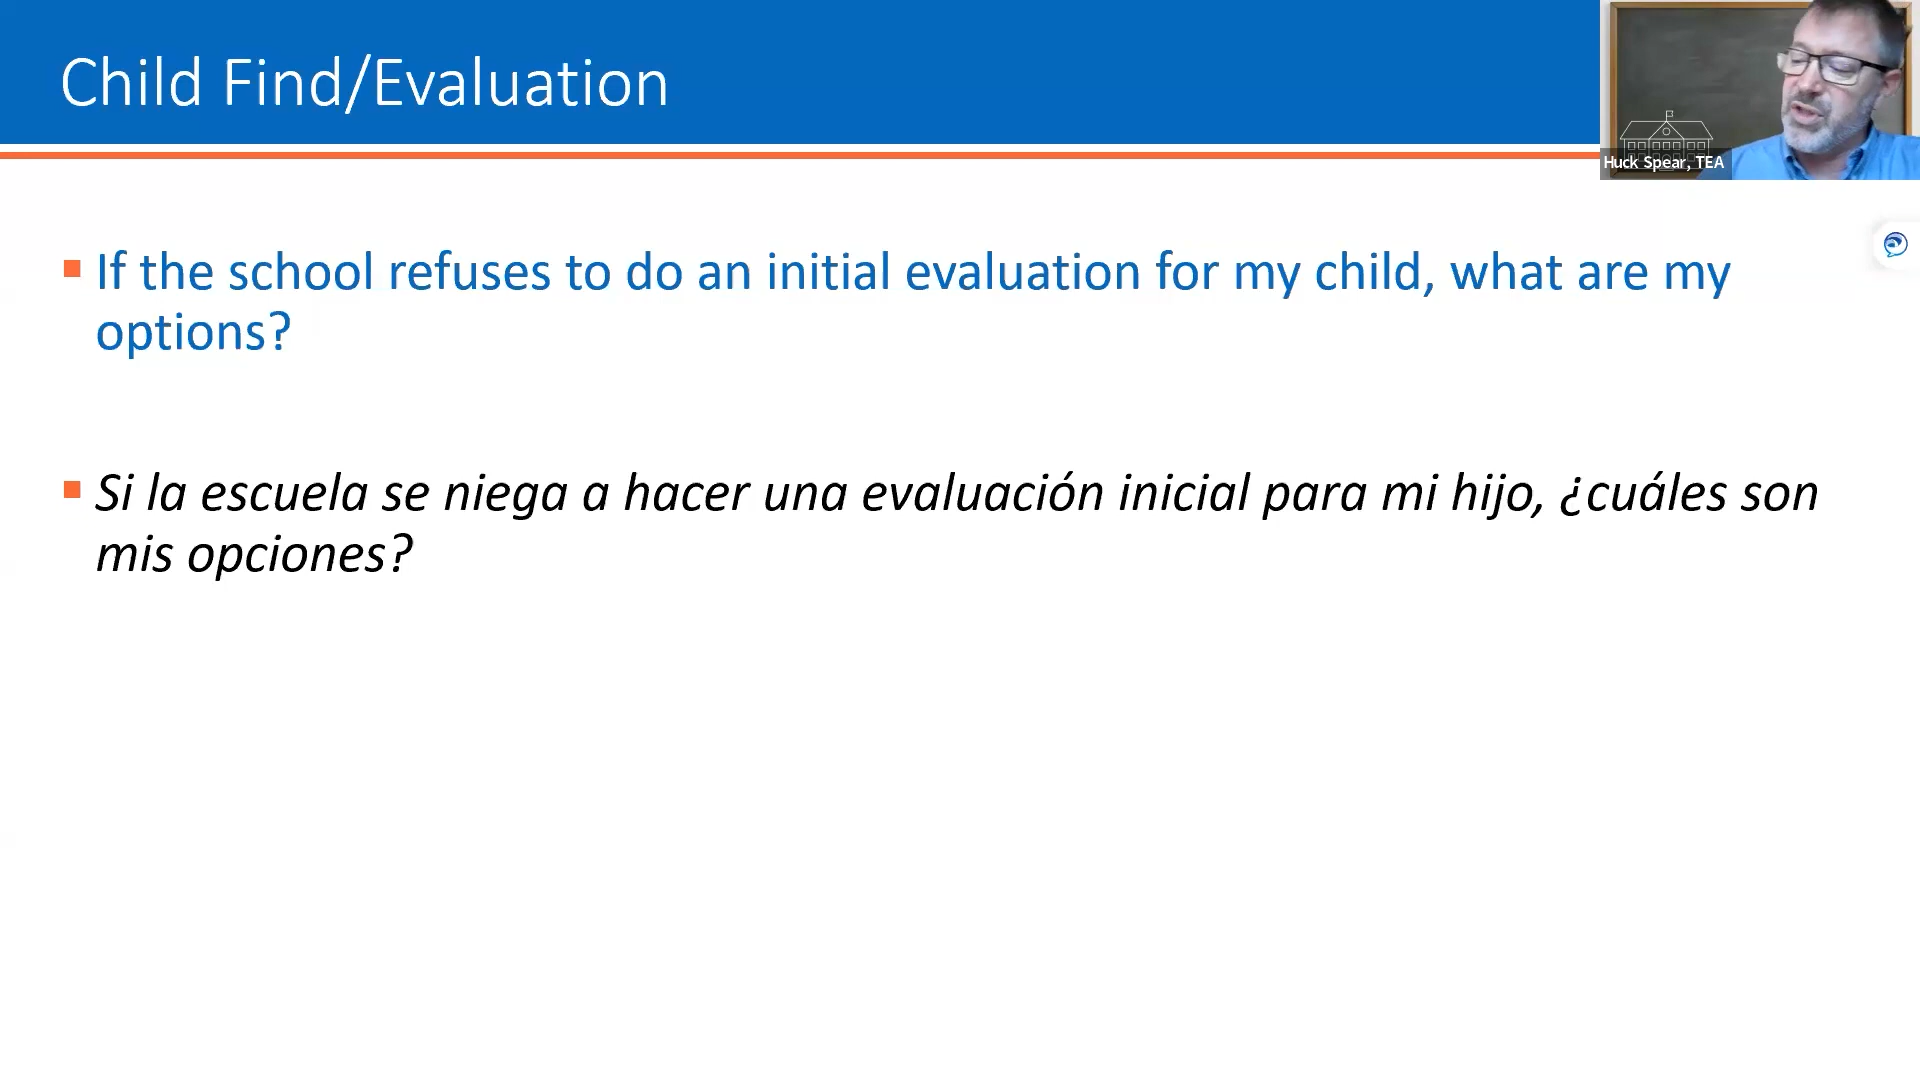 Child Find/Evaluation
Huck Spear, TEA
If the school refuses to do an initial evaluation for my child, what are my
options?
Si la escuela se niega a hacer una evaluación inicial para mi hijo, ¿cuáles son
mis opciones?